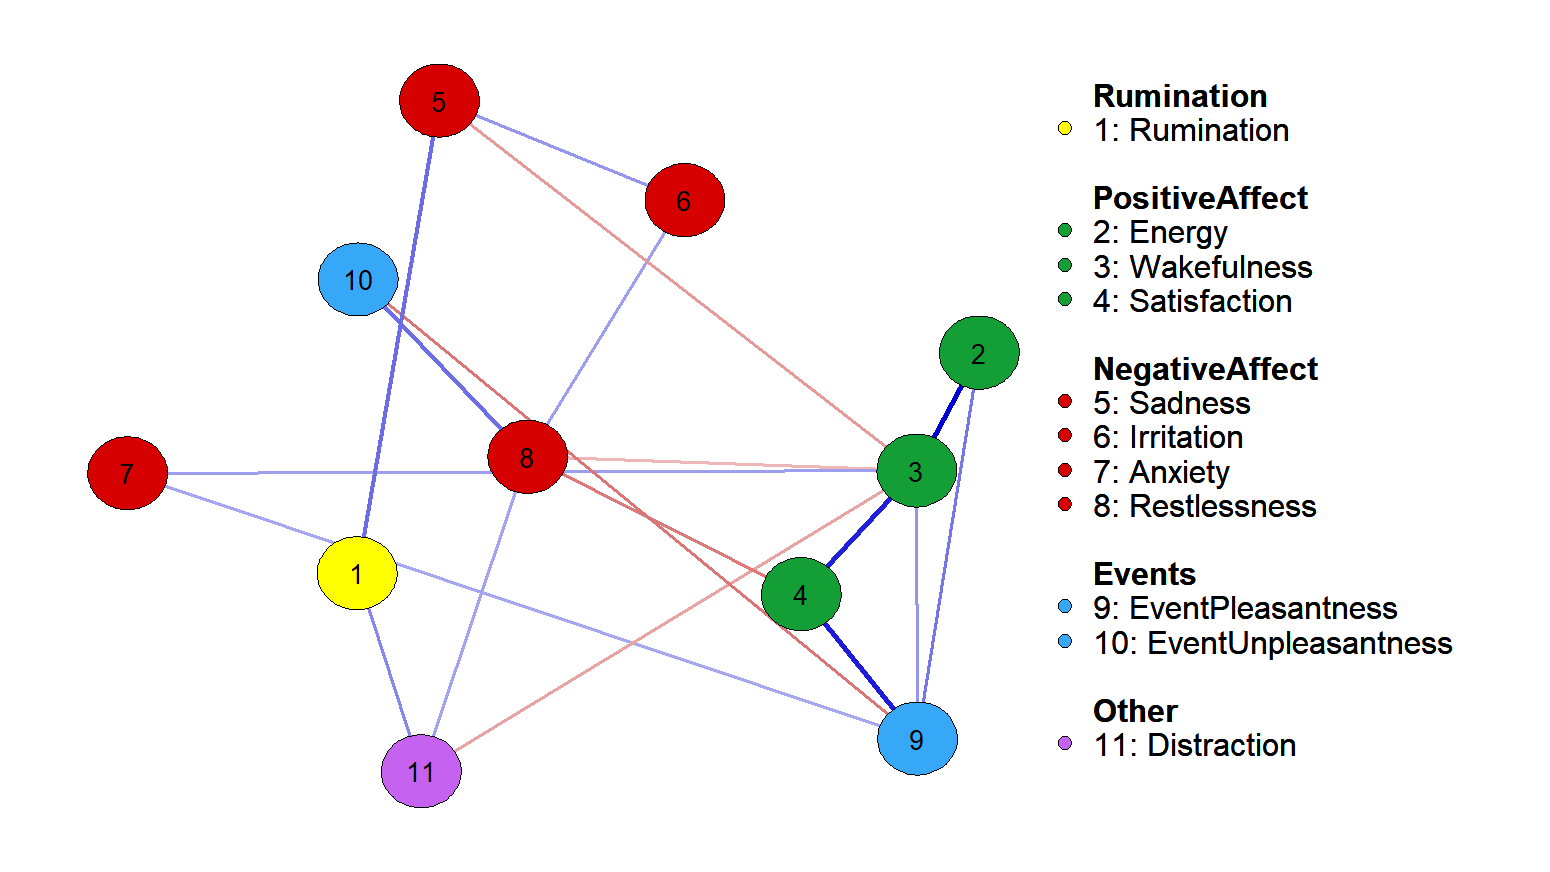 5
6
10
2
8
3
7
1
4
9
11
Rumination
1: Rumination
PositiveAffect
2: Energy
3: Wakefulness
4: Satisfaction
NegativeAffect
5: Sadness
6: Irritation
7: Anxiety
8: Restlessness
Events
9: EventPleasantness
10: EventUnpleasantness
Other
11: Distraction